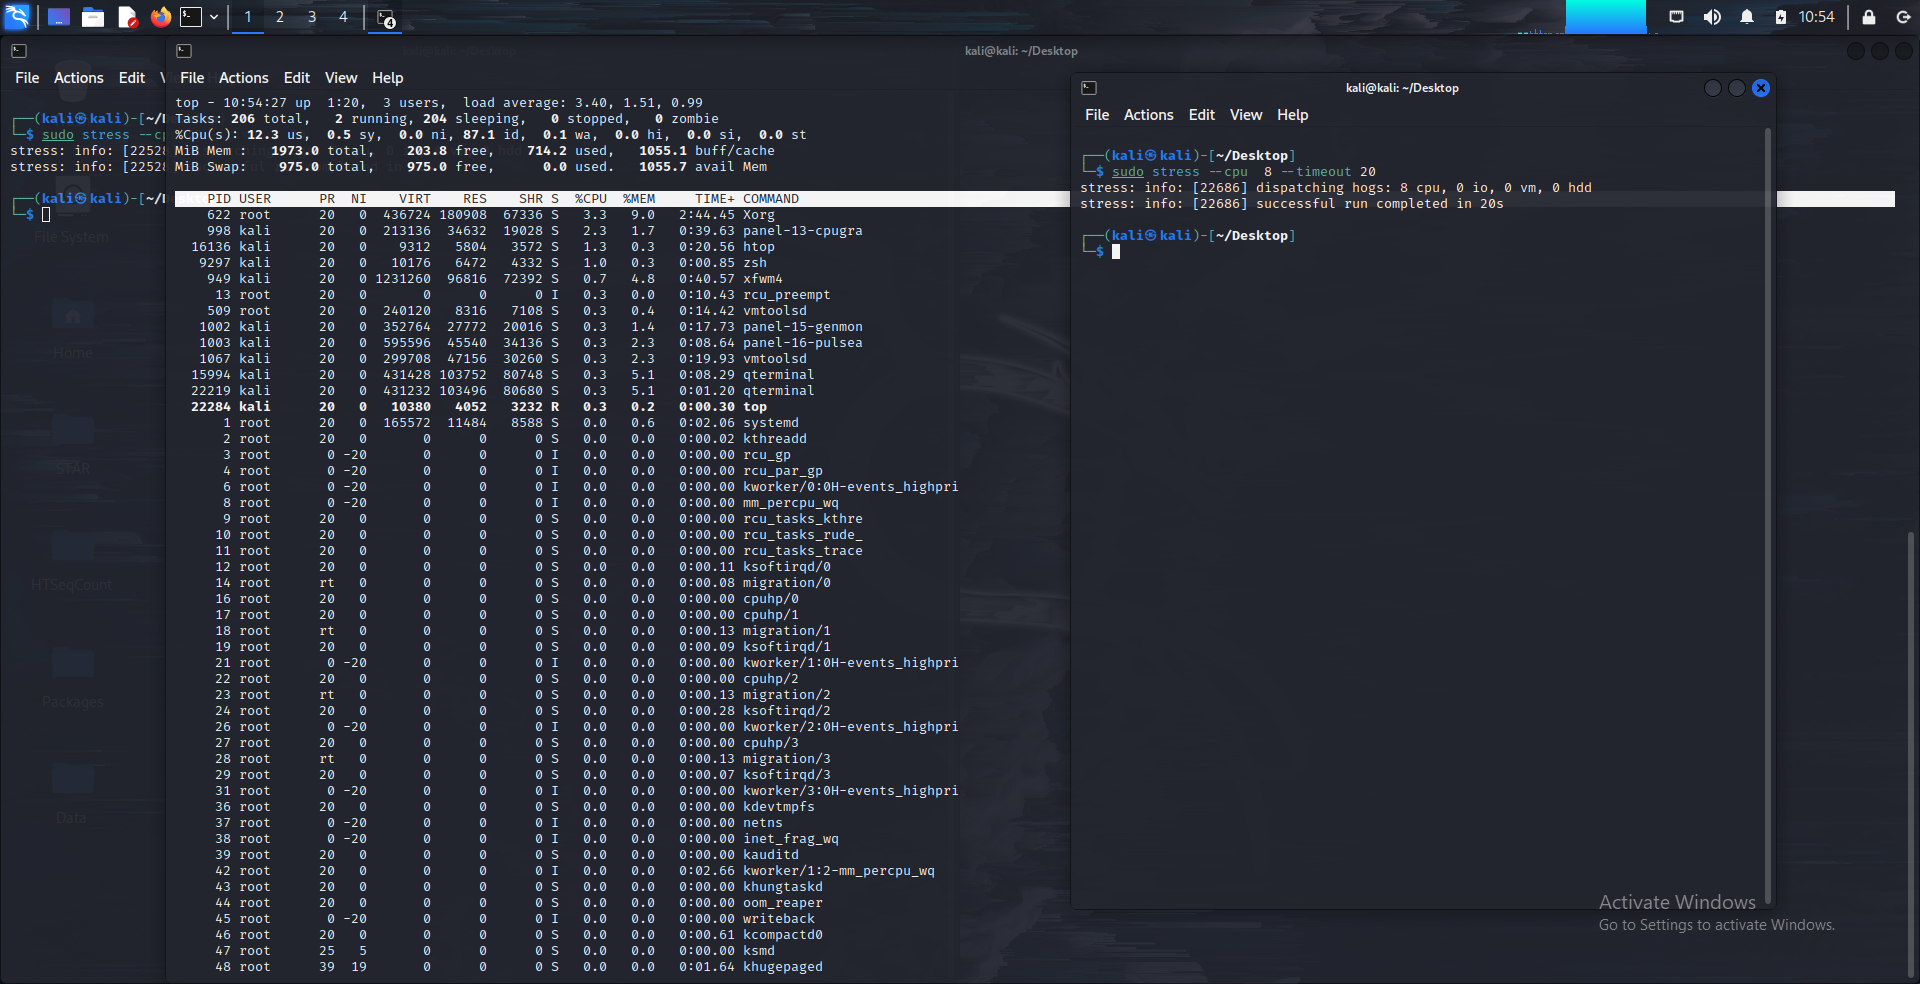 1 2 3 4 4 10:54
kali@kali: ~/Desktop
File Actions Edit
┌──(kali㉿kali)-[~/D
└─$ sudo stress --cp
stress: info: [22528
stress: info: [22528
┌──(kali㉿kali)-[~/D
└─$
File System
Home
STAR
HTSeqCount
Packages
Data
File Actions Edit View Help
top - 10:54:27 up  1:20,  3 users,  load average: 3.40, 1.51, 0.99
Tasks: 206 total,   2 running, 204 sleeping,   0 stopped,   0 zombie
%Cpu(s): 12.3 us,  0.5 sy,  0.0 ni, 87.1 id,  0.1 wa,  0.0 hi,  0.0 si,  0.0 st
MiB Mem :   1973.0 total,   203.8 free,   714.2 used,   1055.1 buff/cache
MiB Swap:    975.0 total,   975.0 free,     0.0 used.   1055.7 avail Mem
PID USER PR NI VIRT RES SHR S %CPU %MEM TIME+ COMMAND
622 root 20 0 436724 180908 67336 S 3.3 9.0 2:44.45 Xorg
998 kali 20 0 213136 34632 19028 S 2.3 1.7 0:39.63 panel-13-cpugra
16136 kali 20 0 9312 5804 3572 S 1.3 0.3 0:20.56 htop
9297 kali 20 0 10176 6472 4332 S 1.0 0.3 0:00.85 zsh
949 kali 20 0 1231260 96816 72392 S 0.7 4.8 0:40.57 xfwm4
13 root 20 0 0 0 0 I 0.3 0.0 0:10.43 rcu_preempt
509 root 20 0 240120 8316 7108 S 0.3 0.4 0:14.42 vmtoolsd
1002 kali 20 0 352764 27772 20016 S 0.3 1.4 0:17.73 panel-15-genmon
1003 kali 20 0 595596 45540 34136 S 0.3 2.3 0:08.64 panel-16-pulsea
1067 kali 20 0 299708 47156 30260 S 0.3 2.3 0:19.93 vmtoolsd
15994 kali 20 0 431428 103752 80748 S 0.3 5.1 0:08.29 qterminal
22219 kali 20 0 431232 103496 80680 S 0.3 5.1 0:01.20 qterminal
22284 kali 20 0 10380 4052 3232 R 0.3 0.2 0:00.30 top
1 root 20 0 165572 11484 8588 S 0.0 0.6 0:02.06 systemd
2 root 20 0 0 0 0 S 0.0 0.0 0:00.02 kthreadd
3 root 0 -20 0 0 0 I 0.0 0.0 0:00.00 rcu_gp
4 root 0 -20 0 0 0 I 0.0 0.0 0:00.00 rcu_par_gp
6 root 0 -20 0 0 0 I 0.0 0.0 0:00.00 kworker/0:0H-events_highpri
8 root 0 -20 0 0 0 I 0.0 0.0 0:00.00 mm_percpu_wq
9 root 20 0 0 0 0 S 0.0 0.0 0:00.00 rcu_tasks_kthre
10 root 20 0 0 0 0 S 0.0 0.0 0:00.00 rcu_tasks_rude_
11 root 20 0 0 0 0 S 0.0 0.0 0:00.00 rcu_tasks_trace
12 root 20 0 0 0 0 S 0.0 0.0 0:00.11 ksoftirqd/0
14 root rt 0 0 0 0 S 0.0 0.0 0:00.08 migration/0
16 root 20 0 0 0 0 S 0.0 0.0 0:00.00 cpuhp/0
17 root 20 0 0 0 0 S 0.0 0.0 0:00.00 cpuhp/1
18 root rt 0 0 0 0 S 0.0 0.0 0:00.13 migration/1
19 root 20 0 0 0 0 S 0.0 0.0 0:00.09 ksoftirqd/1
21 root 0 -20 0 0 0 I 0.0 0.0 0:00.00 kworker/1:0H-events_highpri
22 root 20 0 0 0 0 S 0.0 0.0 0:00.00 cpuhp/2
23 root rt 0 0 0 0 S 0.0 0.0 0:00.13 migration/2
24 root 20 0 0 0 0 S 0.0 0.0 0:00.28 ksoftirqd/2
26 root 0 -20 0 0 0 I 0.0 0.0 0:00.00 kworker/2:0H-events_highpri
27 root 20 0 0 0 0 S 0.0 0.0 0:00.00 cpuhp/3
28 root rt 0 0 0 0 S 0.0 0.0 0:00.13 migration/3
29 root 20 0 0 0 0 S 0.0 0.0 0:00.07 ksoftirqd/3
31 root 0 -20 0 0 0 I 0.0 0.0 0:00.00 kworker/3:0H-events_highpri
36 root 20 0 0 0 0 S 0.0 0.0 0:00.00 kdevtmpfs
37 root 0 -20 0 0 0 I 0.0 0.0 0:00.00 netns
38 root 0 -20 0 0 0 I 0.0 0.0 0:00.00 inet_frag_wq
39 root 20 0 0 0 0 S 0.0 0.0 0:00.00 kauditd
42 root 20 0 0 0 0 I 0.0 0.0 0:02.66 kworker/1:2-mm_percpu_wq
43 root 20 0 0 0 0 S 0.0 0.0 0:00.00 khungtaskd
44 root 20 0 0 0 0 S 0.0 0.0 0:00.00 oom_reaper
45 root 0 -20 0 0 0 I 0.0 0.0 0:00.00 writeback
46 root 20 0 0 0 0 S 0.0 0.0 0:00.61 kcompactd0
47 root 25 5 0 0 0 S 0.0 0.0 0:00.00 ksmd
48 root 39 19 0 0 0 S 0.0 0.0 0:01.64 khugepaged
kali@kali: ~/Desktop
File Actions Edit View Help
┌──(kali㉿kali)-[~/Desktop]
└─$ sudo stress --cpu  8 --timeout 20
stress: info: [22686] dispatching hogs: 8 cpu, 0 io, 0 vm, 0 hdd
stress: info: [22686] successful run completed in 20s
┌──(kali㉿kali)-[~/Desktop]
└─$
Activate Windows
Go to Settings to activate Windows.